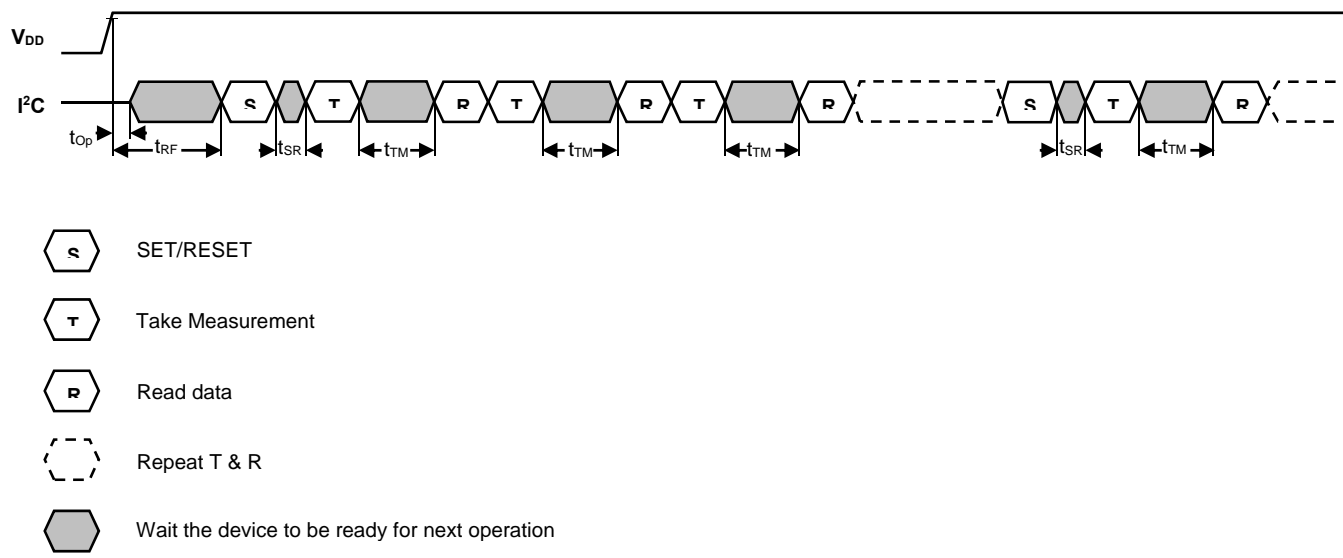 VDD
I²C S T R T R T R S T R
tOp tRF tSR tTM tTM tTM tSR tTM
S SET/RESET
T Take Measurement
R Read data
Repeat T & R
Wait the device to be ready for next operation